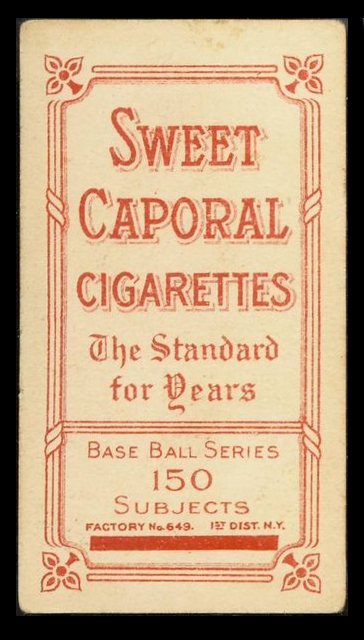 SWEET
CAPORAL
CIGARETTES
The Standard
for Years
BASE BALL SERIES
150
SUBJECTS
FACTORY No. 649. 1ST DIST. N.Y.